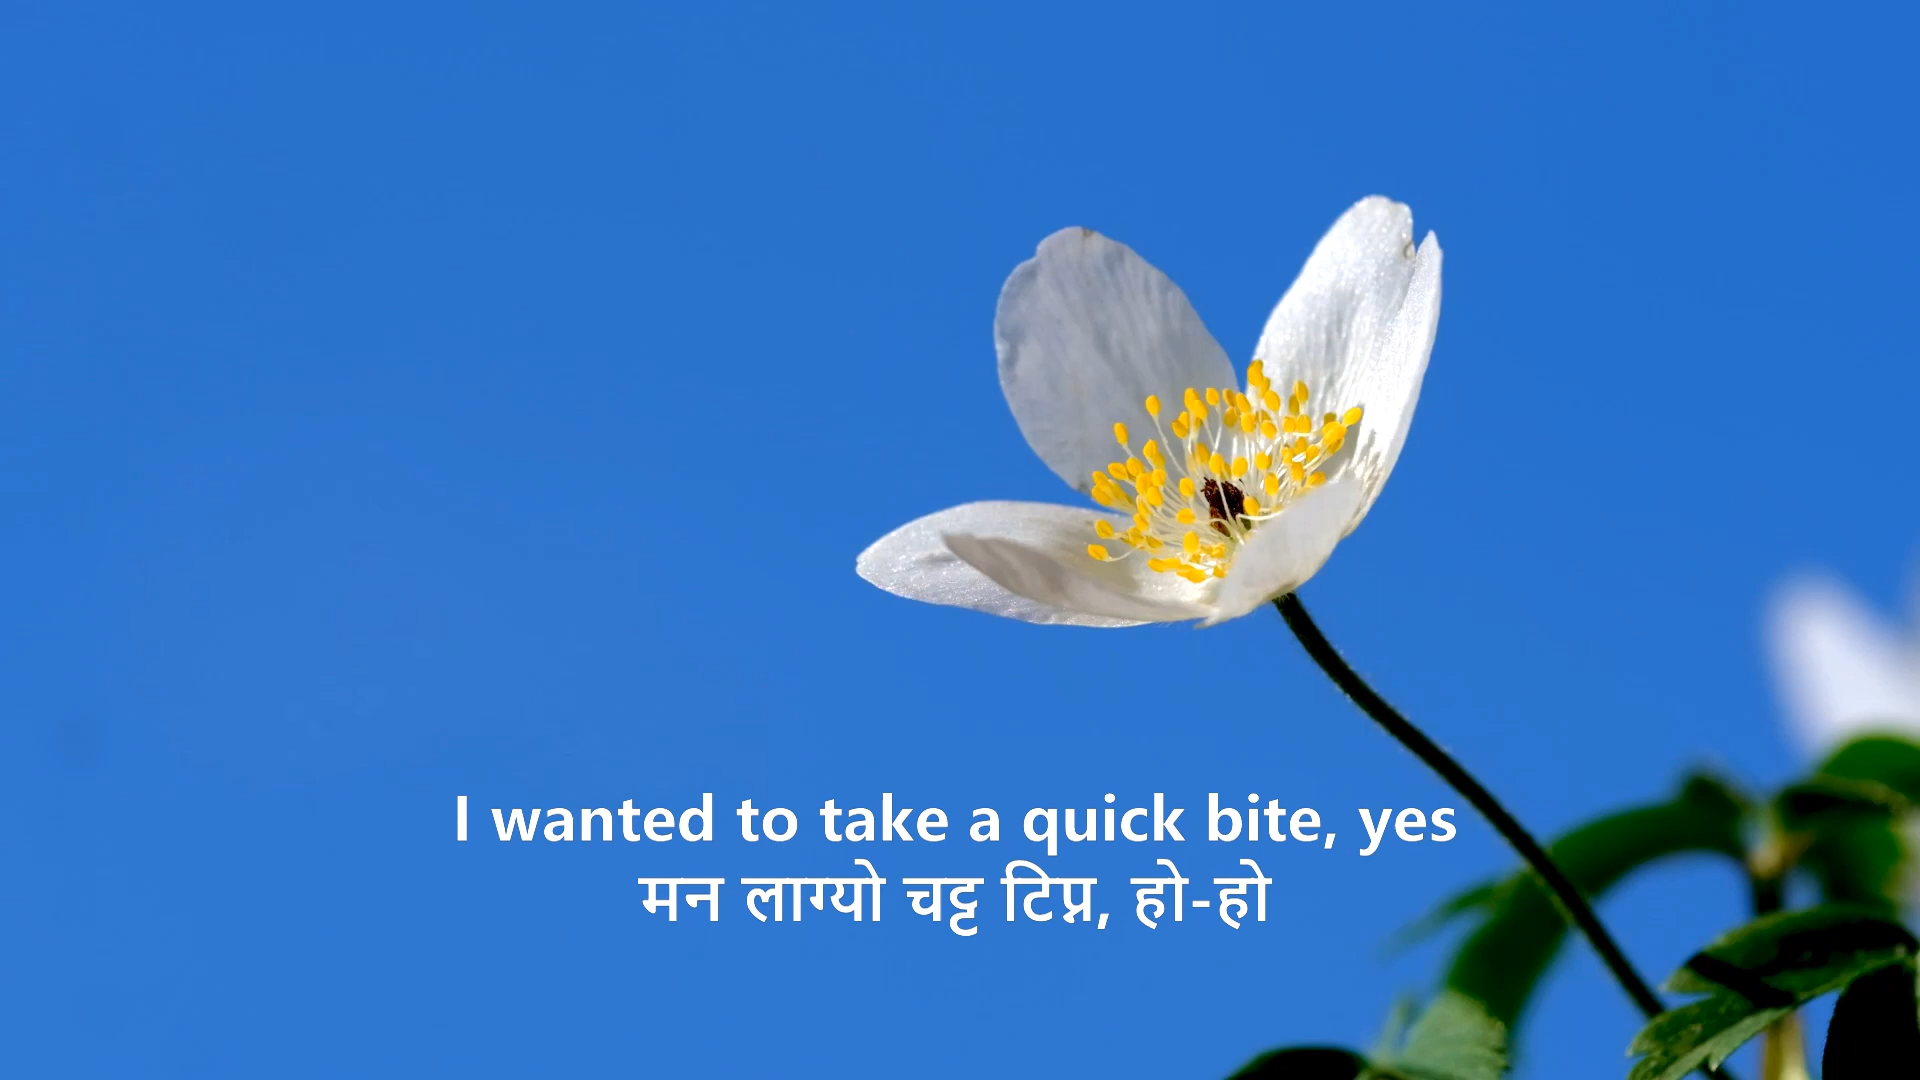 I wanted to take a quick bite, yes
मन लाग्यो चट्ट टिप्न, हो-हो